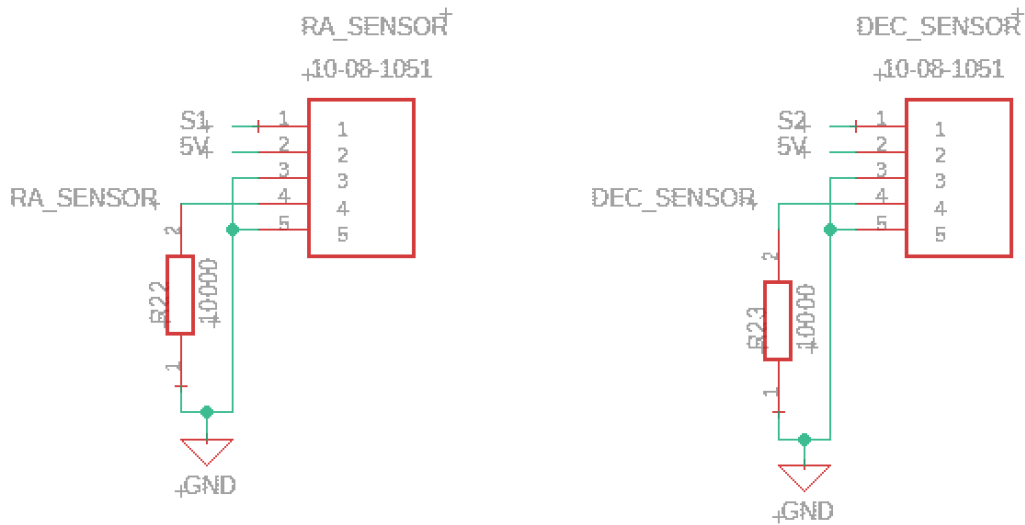 RA_SENSOR
10-08-1051
S1
5V
1
2
3
4
5
1
2
3
4
5
RA_SENSOR
2
R22
10000
1
GND
DEC_SENSOR
10-08-1051
S2
5V
1
2
3
4
5
1
2
3
4
5
DEC_SENSOR
2
R23
10000
1
GND